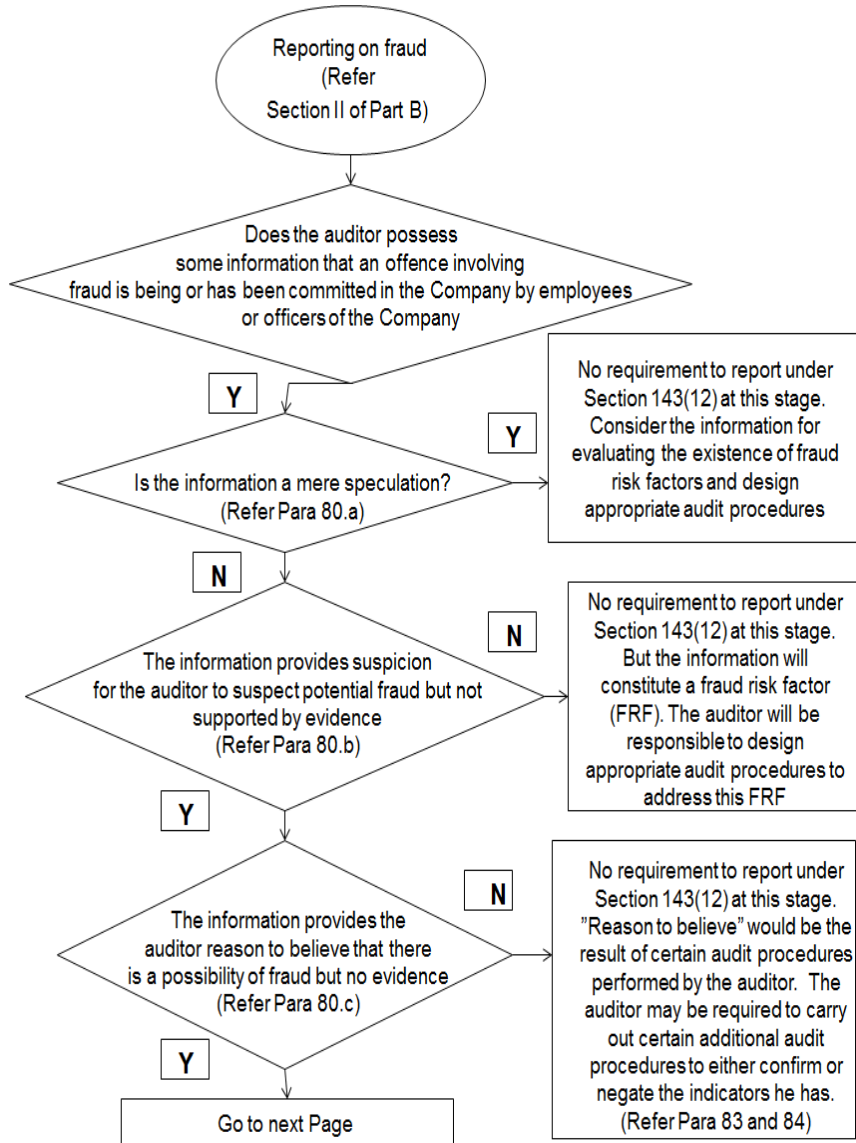 Reporting on fraud
(Refer
Section II of Part B)
Does the auditor possess
some information that an offence involving
fraud is being or has been committed in the Company by employees
or officers of the Company
Y
Y
No requirement to report under
Section 143(12) at this stage.
Consider the information for
evaluating the existence of fraud
risk factors and design
appropriate audit procedures
Is the information a mere speculation?
(Refer Para 80.a)
N
N
No requirement to report under
Section 143(12) at this stage.
But the information will
constitute a fraud risk factor
(FRF). The auditor will be
responsible to design
appropriate audit procedures to
address this FRF
The information provides suspicion
for the auditor to suspect potential fraud but not
supported by evidence
(Refer Para 80.b)
Y
N
No requirement to report under
Section 143(12) at this stage.
”Reason to believe” would be the
result of certain audit procedures
performed by the auditor. The
auditor may be required to carry
out certain additional audit
procedures to either confirm or
negate the indicators he has.
(Refer Para 83 and 84)
The information provides the
auditor reason to believe that there
is a possibility of fraud but no evidence
(Refer Para 80.c)
Y
Go to next Page